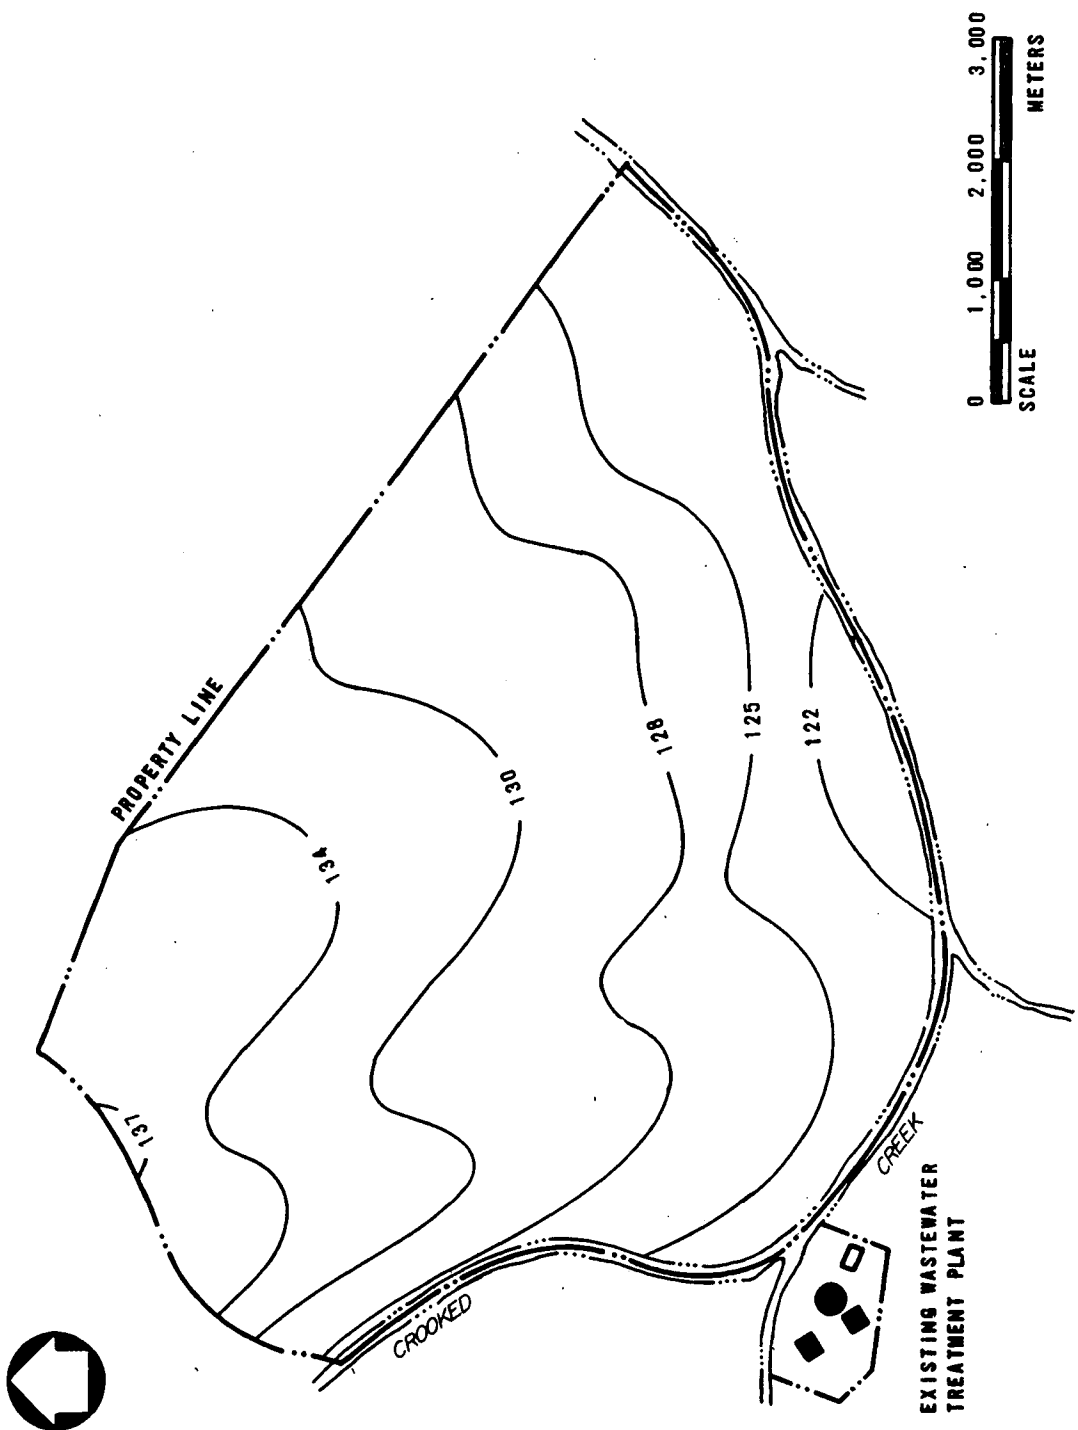 PROPERTY LINE
137
134
130
128
125
122
CROOKED
CREEK
EXISTING WASTEWATER
TREATMENT PLANT
0 1,000 2,000 3,000
SCALE METERS